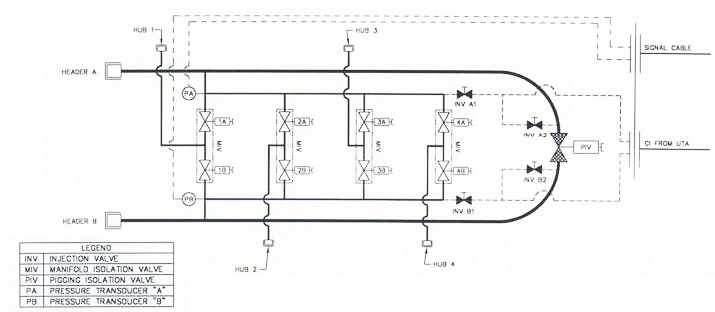 HUB 1
HUB 3
SIGNAL CABLE
HEADER A
PA
INV A1
1A
2A
3A
4A
INV A2
MIV
MIV
MIV
MIV
PIV
CI FROM UTA
1B
2B
3B
4B
INV B2
PB
INV B1
HEADER B
HUB 2
HUB 4
LEGEND
INV INJECTION VALVE
MIV MANIFOLD ISOLATION VALVE
PIV PIGGING ISOLATION VALVE
PA PRESSURE TRANSDUCER "A"
PB PRESSURE TRANSDUCER "B"